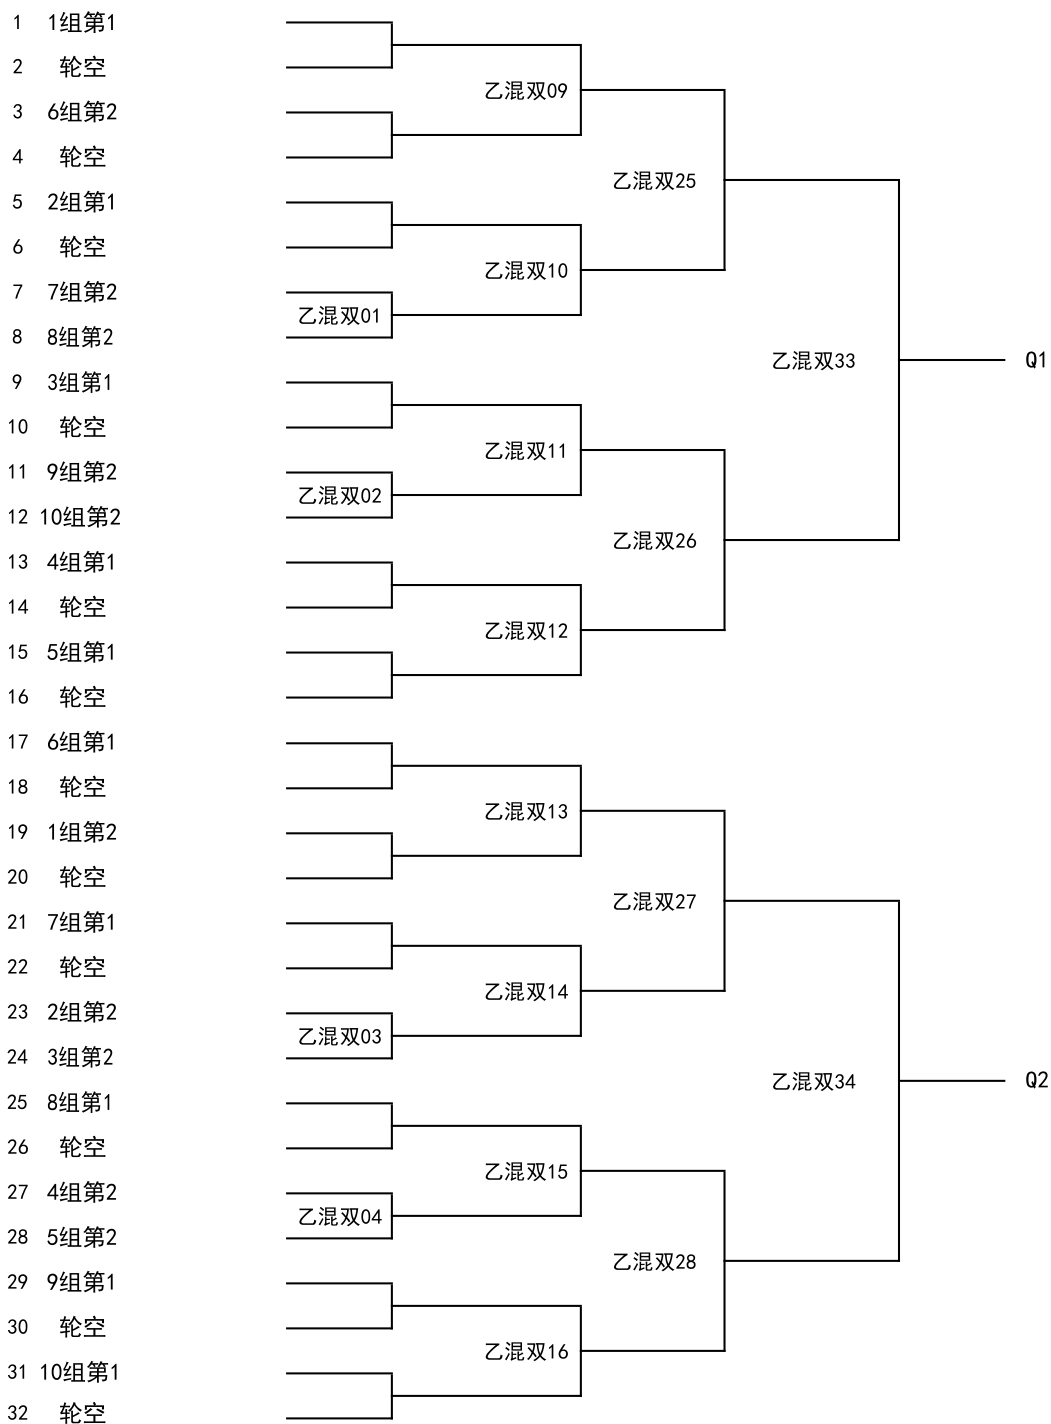 1 1组第1
2 轮空
乙混双09
3 6组第2
4 轮空
乙混双25
5 2组第1
6 轮空
乙混双10
7 7组第2
乙混双01
8 8组第2
乙混双33 Q1
9 3组第1
10 轮空
乙混双11
11 9组第2
乙混双02
12 10组第2
乙混双26
13 4组第1
14 轮空
乙混双12
15 5组第1
16 轮空
17 6组第1
18 轮空
乙混双13
19 1组第2
20 轮空
乙混双27
21 7组第1
22 轮空
乙混双14
23 2组第2
乙混双03
24 3组第2
乙混双34 Q2
25 8组第1
26 轮空
乙混双15
27 4组第2
乙混双04
28 5组第2
乙混双28
29 9组第1
30 轮空
乙混双16
31 10组第1
32 轮空